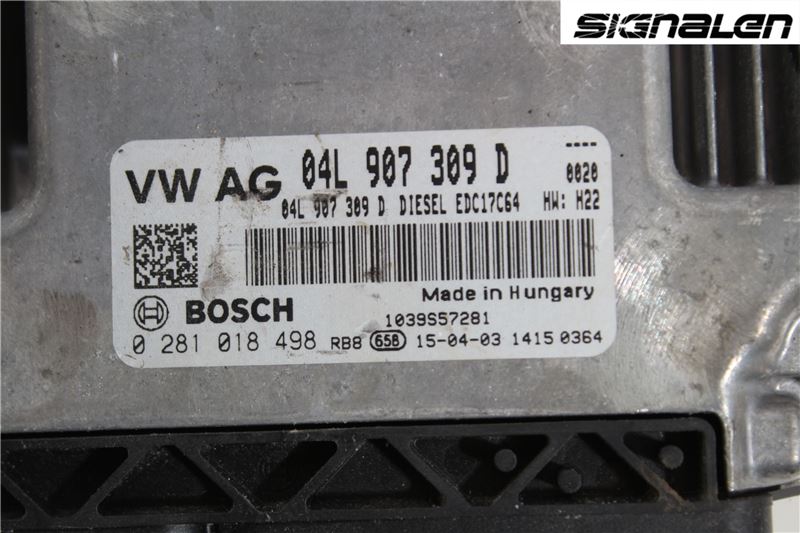 SIGNALEN
VW AG 04L 907 309 D ----
04L 907 309 D DIESEL EDC17C64 0020
HW: H22
Made in Hungary
BOSCH 1039S57281
0 281 018 498 RB8 658 15-04-03 1415 0364